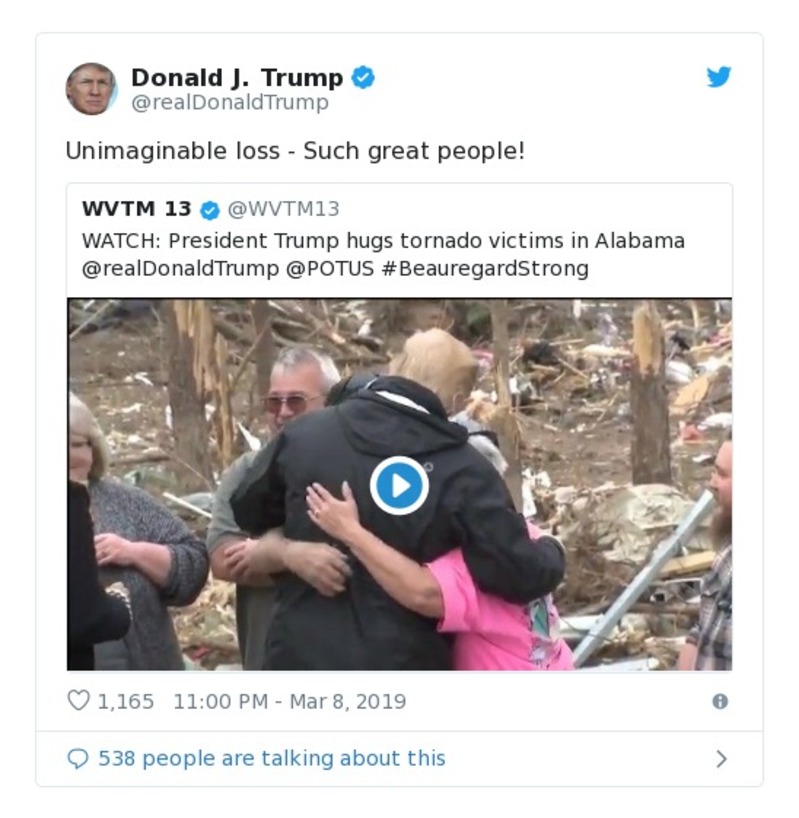 Donald J. Trump
@realDonaldTrump
Unimaginable loss - Such great people!
WVTM 13 @WVTM13
WATCH: President Trump hugs tornado victims in Alabama
@realDonaldTrump @POTUS #BeauregardStrong
1,165 11:00 PM - Mar 8, 2019
538 people are talking about this